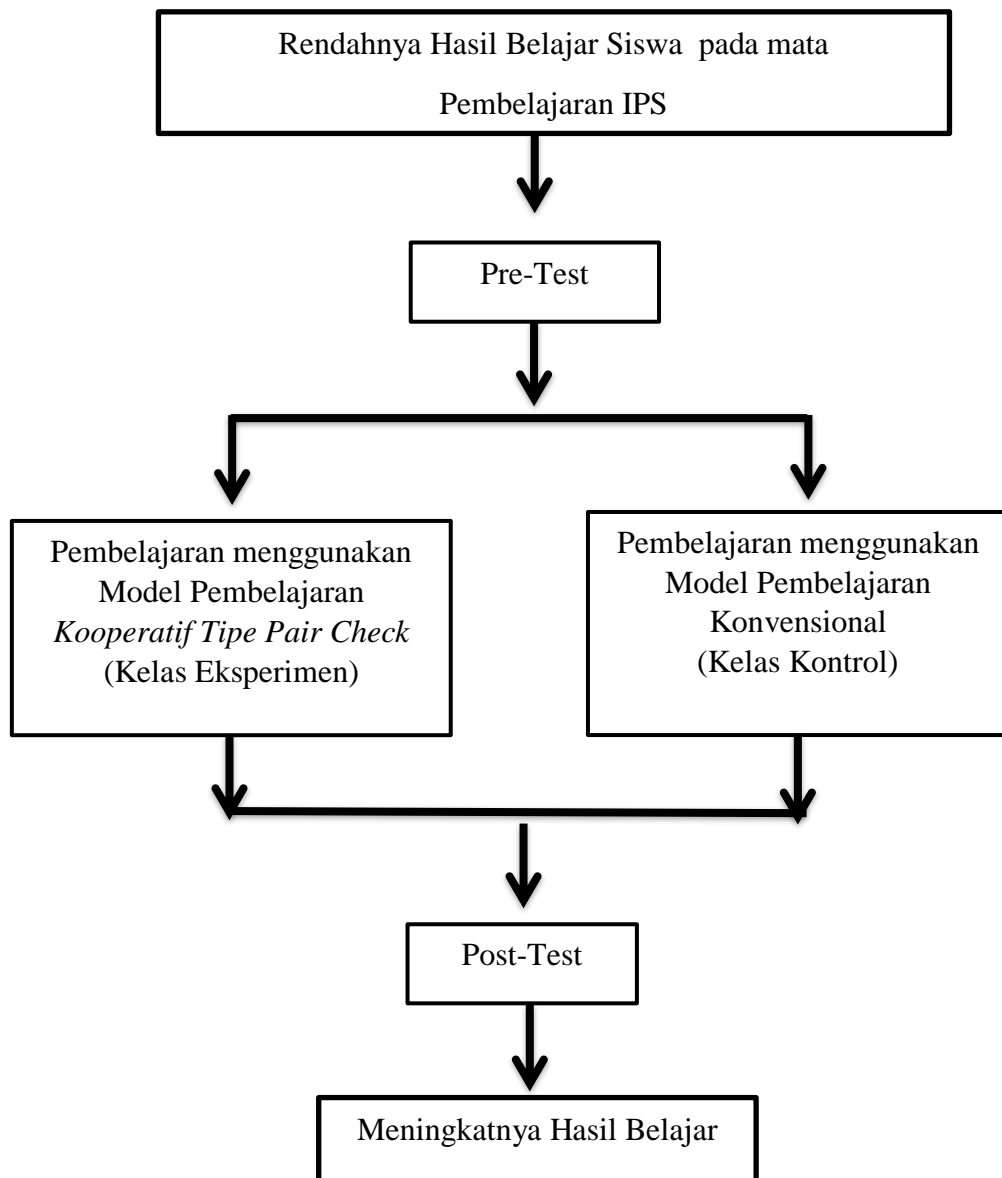 Rendahnya Hasil Belajar Siswa  pada mata
Pembelajaran IPS
Pre-Test
Pembelajaran menggunakan
Model Pembelajaran
Kooperatif Tipe Pair Check
(Kelas Eksperimen)
Pembelajaran menggunakan
Model Pembelajaran
Konvensional
(Kelas Kontrol)
Post-Test
Meningkatnya Hasil Belajar